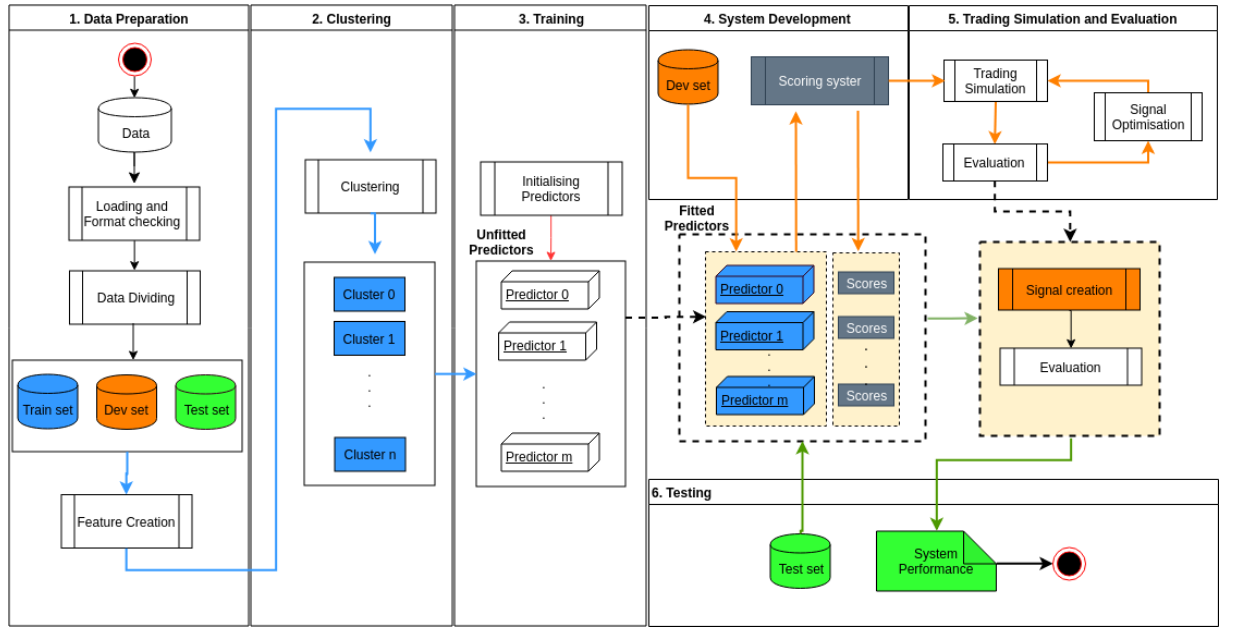 1. Data Preparation
Data
Loading and
Format checking
Data Dividing
Train set
Dev set
Test set
Feature Creation
2. Clustering
Clustering
Cluster 0
Cluster 1
Cluster n
3. Training
Initialising
Predictors
Unfitted
Predictors
Predictor 0
Predictor 1
Predictor m
4. System Development
Dev set
Scoring syster
Fitted
Predictors
Predictor 0
Predictor 1
Predictor m
Scores
Scores
Scores
5. Trading Simulation and Evaluation
Trading
Simulation
Signal
Optimisation
Evaluation
Signal creation
Evaluation
6. Testing
Test set
System
Performance